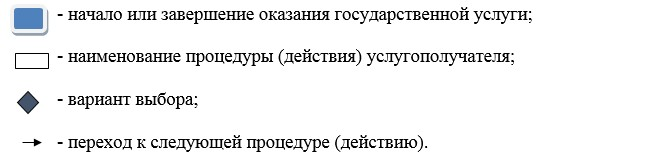 - начало или завершение оказания государственной услуги;
- наименование процедуры (действия) услугополучателя;
- вариант выбора;
- переход к следующей процедуре (действию).